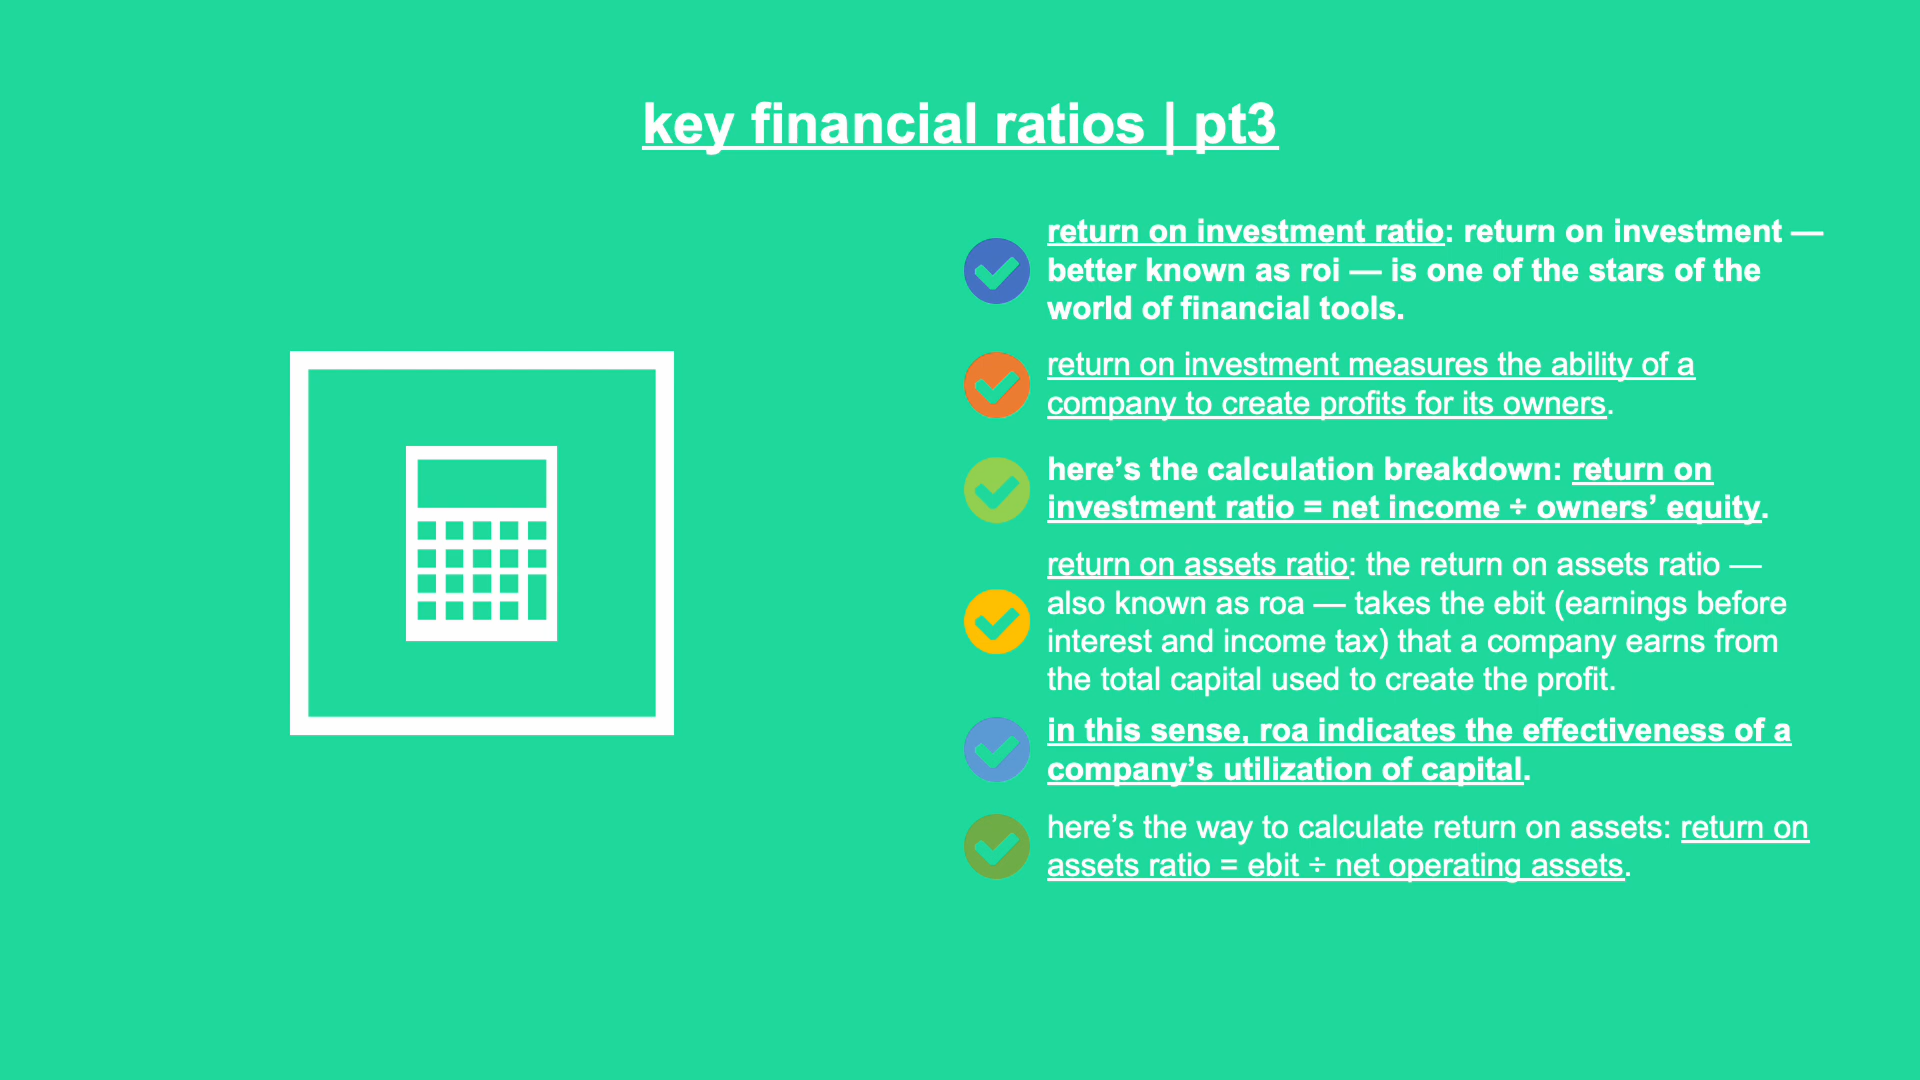 key financial ratios | pt3
return on investment ratio: return on investment —
better known as roi — is one of the stars of the
world of financial tools.
return on investment measures the ability of a
company to create profits for its owners.
here’s the calculation breakdown: return on
investment ratio = net income ÷ owners’ equity.
return on assets ratio: the return on assets ratio —
also known as roa — takes the ebit (earnings before
interest and income tax) that a company earns from
the total capital used to create the profit.
in this sense, roa indicates the effectiveness of a
company’s utilization of capital.
here’s the way to calculate return on assets: return on
assets ratio = ebit ÷ net operating assets.